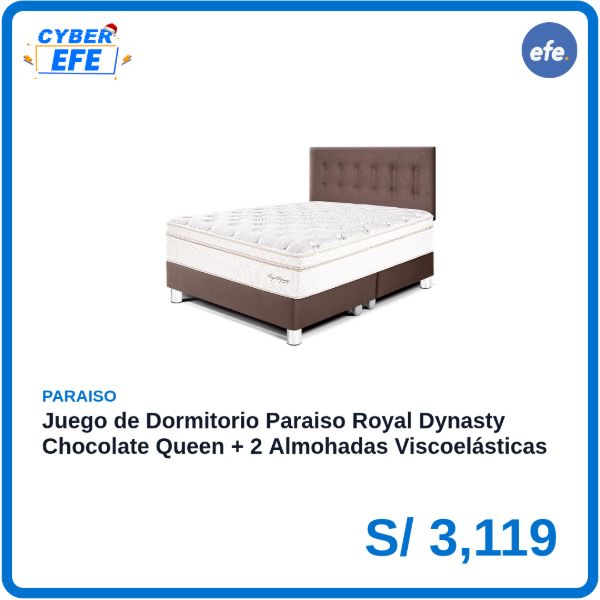 CYBER
EFE
efe.
PARAISO
Juego de Dormitorio Paraiso Royal Dynasty
Chocolate Queen + 2 Almohadas Viscoelásticas
S/ 3,119